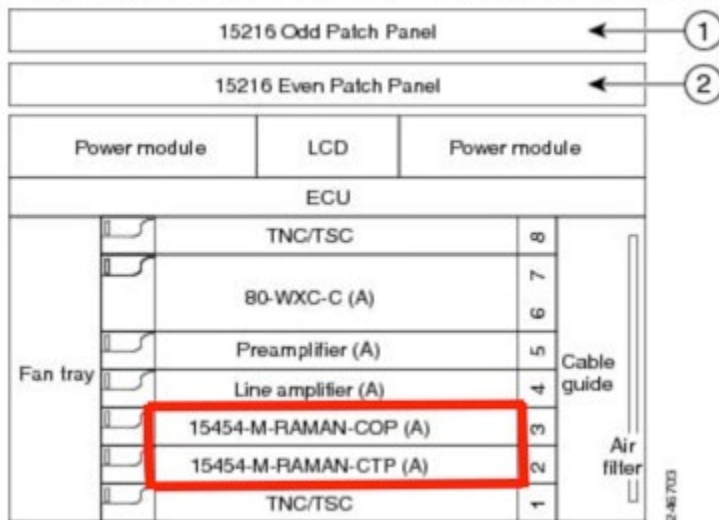 15216 Odd Patch Panel
1
15216 Even Patch Panel
2
Power module LCD Power module
ECU
TNC/TSC 8
7
80-WXC-C (A)
6
Preamplifier (A) 5
Fan tray
Line amplifier (A) 4
Cable
guide
15454-M-RAMAN-COP (A) 3
15454-M-RAMAN-CTP (A) 2
Air
filter
TNC/TSC 1
246703